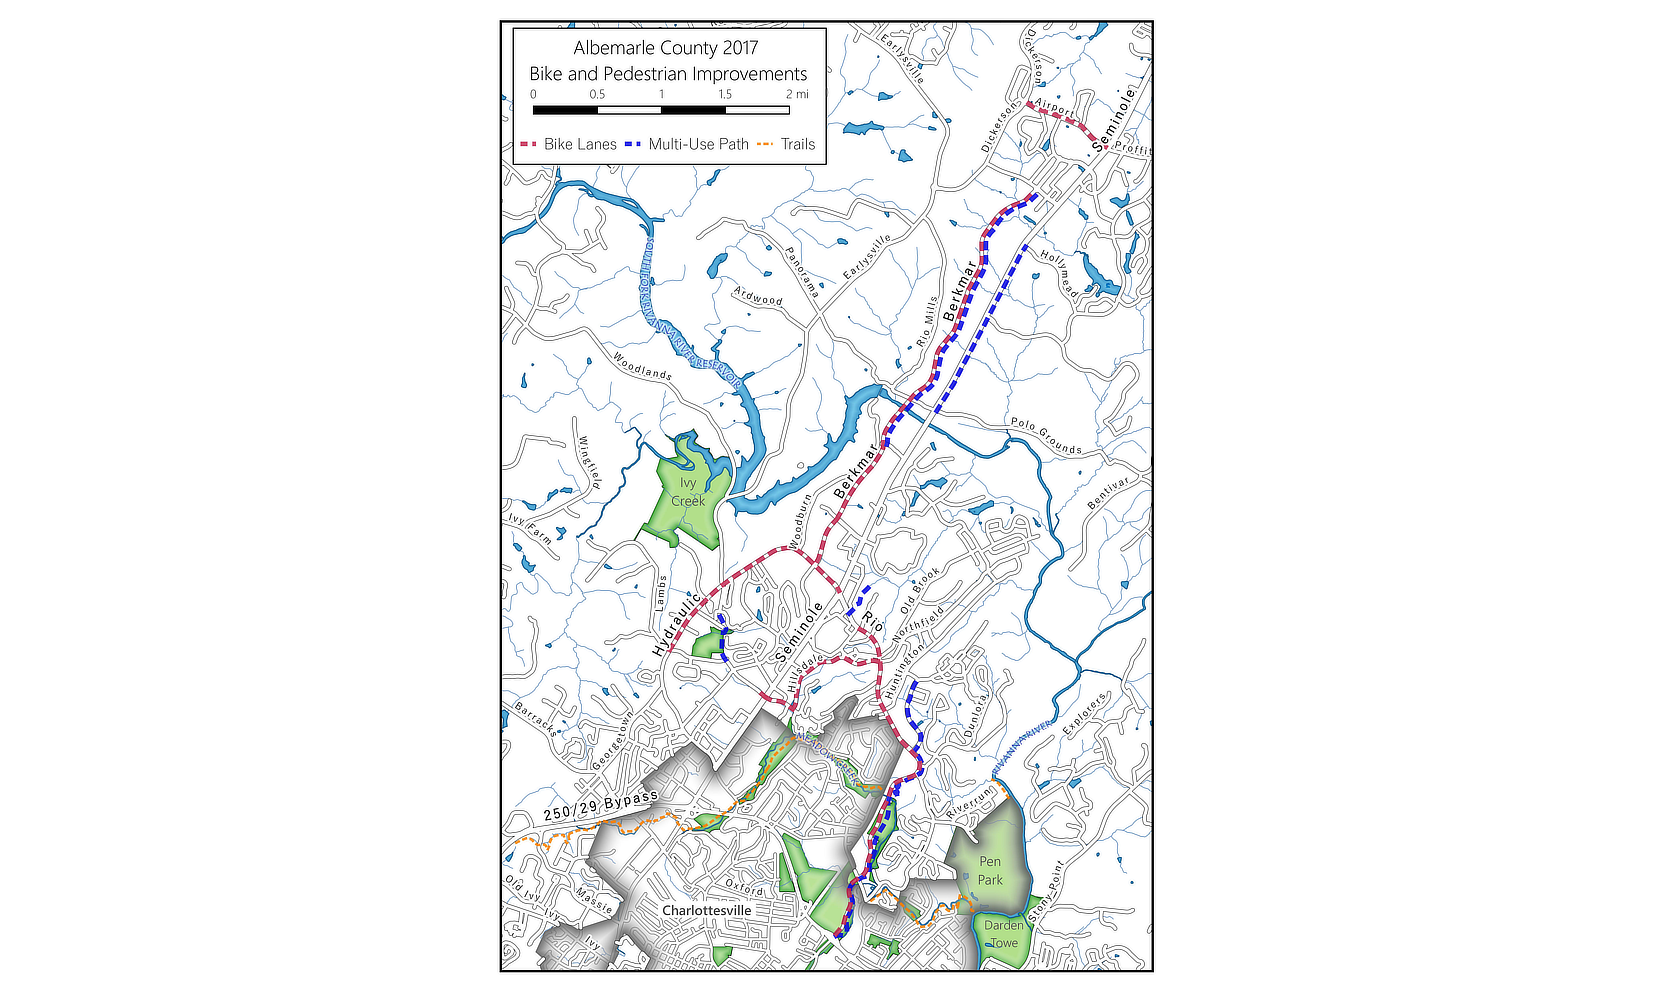 Albemarle County 2017
Bike and Pedestrian Improvements
0 0.5 1 1.5 2 mi
Bike Lanes Multi-Use Path Trails
Earlysville
Dickerson
Airport
Seminole
Dickerson
Proffit
SOUTH FORK RIVANNA RIVER RESERVOIR
Panorama
Earlysville
Hollymead
Ardwood
Berkmar
Rio Mills
Woodlands
Polo Grounds
Wingfield
Berkmar
Ivy
Creek
Bentivar
Woodburn
Ivy Farm
Lambs
Old Brook
Hydraulic
Seminole
Rio
Northfield
Hillsdale
Huntington
Barracks
Georgetown
Dunlora
Explorers
MEADOW CREEK
RIVANNA RIVER
250/29 Bypass
Riverrun
Pen
Park
Old Ivy
Ivy
Massie
Oxford
Stony Point
Charlottesville
Darden
Towe
Ivy